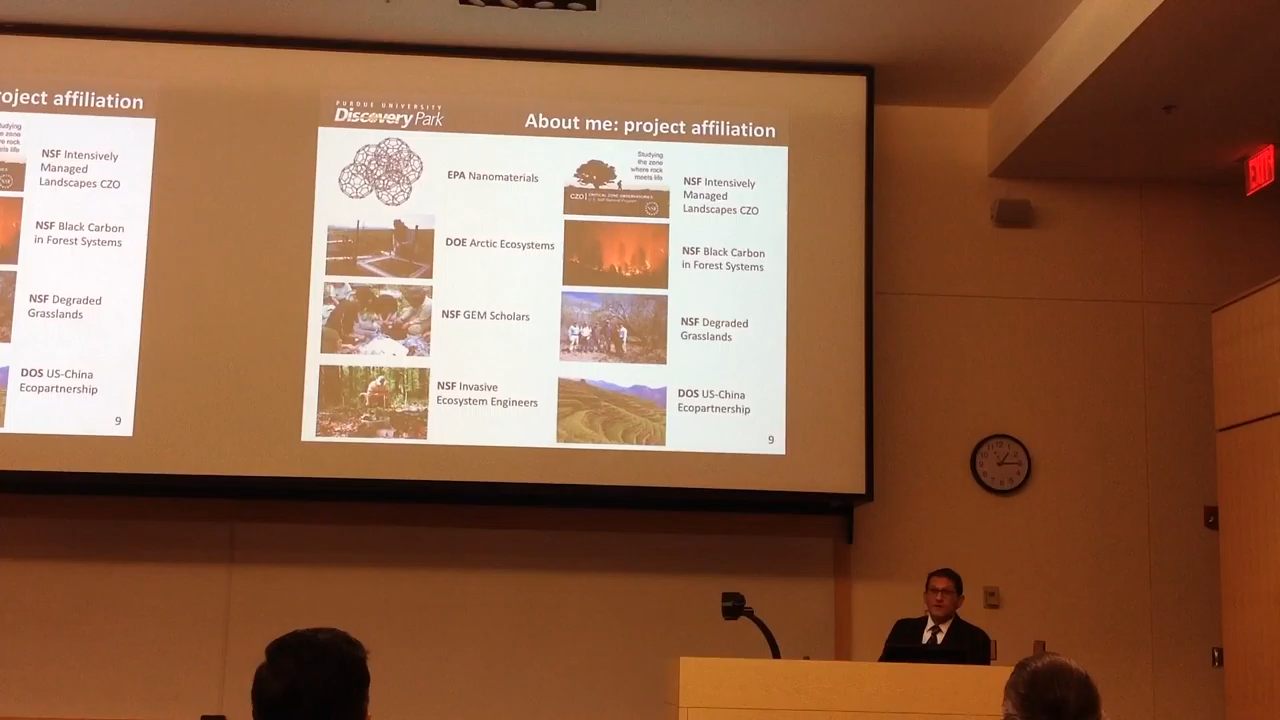 oject affiliation
NSF Intensively
Managed
Landscapes CZO
NSF Black Carbon
in Forest Systems
NSF Degraded
Grasslands
DOS US-China
Ecopartnership
9
PURDUE UNIVERSITY
Discovery Park
About me: project affiliation
EPA Nanomaterials
DOE Arctic Ecosystems
NSF GEM Scholars
NSF Invasive
Ecosystem Engineers
Studying
the zone
where rock
meets life
CZO
NSF Intensively
Managed
Landscapes CZO
NSF Black Carbon
in Forest Systems
NSF Degraded
Grasslands
DOS US-China
Ecopartnership
9
EXIT